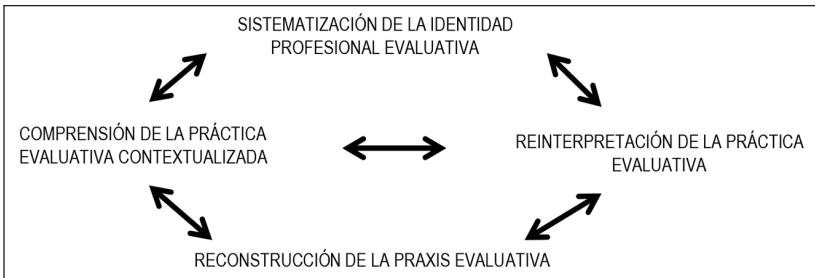 SISTEMATIZACIÓN DE LA IDENTIDAD
PROFESIONAL EVALUATIVA
COMPRENSIÓN DE LA PRÁCTICA
EVALUATIVA CONTEXTUALIZADA
REINTERPRETACIÓN DE LA PRÁCTICA
EVALUATIVA
RECONSTRUCCIÓN DE LA PRAXIS EVALUATIVA